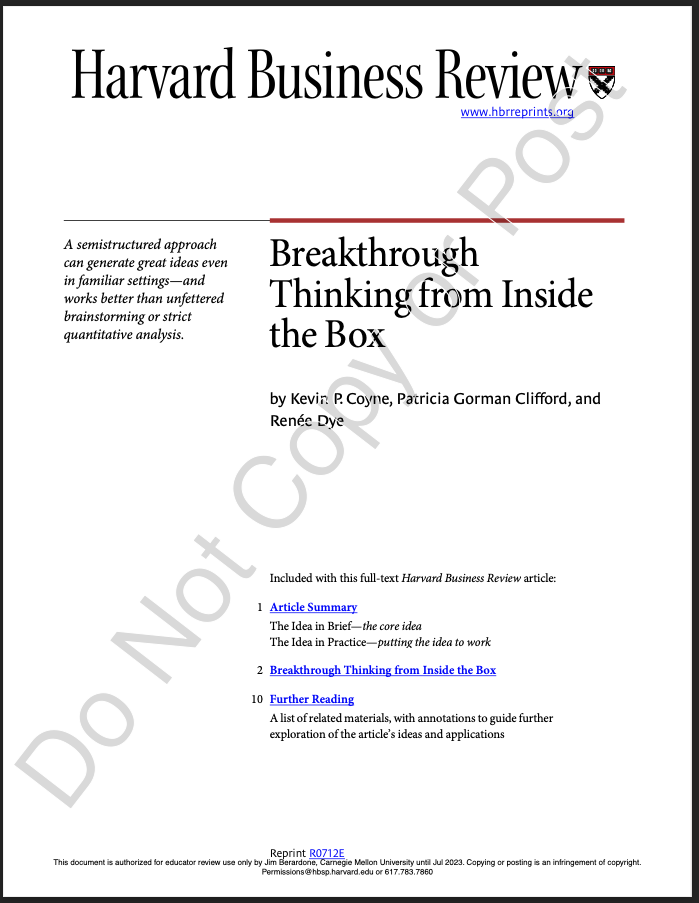 Harvard Business Review
www.hbrreprints.org
A semistructured approach
can generate great ideas even
in familiar settings—and
works better than unfettered
brainstorming or strict
quantitative analysis.
Breakthrough
Thinking from Inside
the Box
by Kevin P. Coyne, Patricia Gorman Clifford, and
Renée Dye
Included with this full-text Harvard Business Review article:
1 Article Summary
The Idea in Brief—the core idea
The Idea in Practice—putting the idea to work
2 Breakthrough Thinking from Inside the Box
10 Further Reading
A list of related materials, with annotations to guide further
exploration of the article’s ideas and applications
Reprint R0712E
This document is authorized for educator review use only by Jim Berardone, Carnegie Mellon University until Jul 2023. Copying or posting is an infringement of copyright.
Permissions@hbsp.harvard.edu or 617.783.7860
Do Not Copy or Post